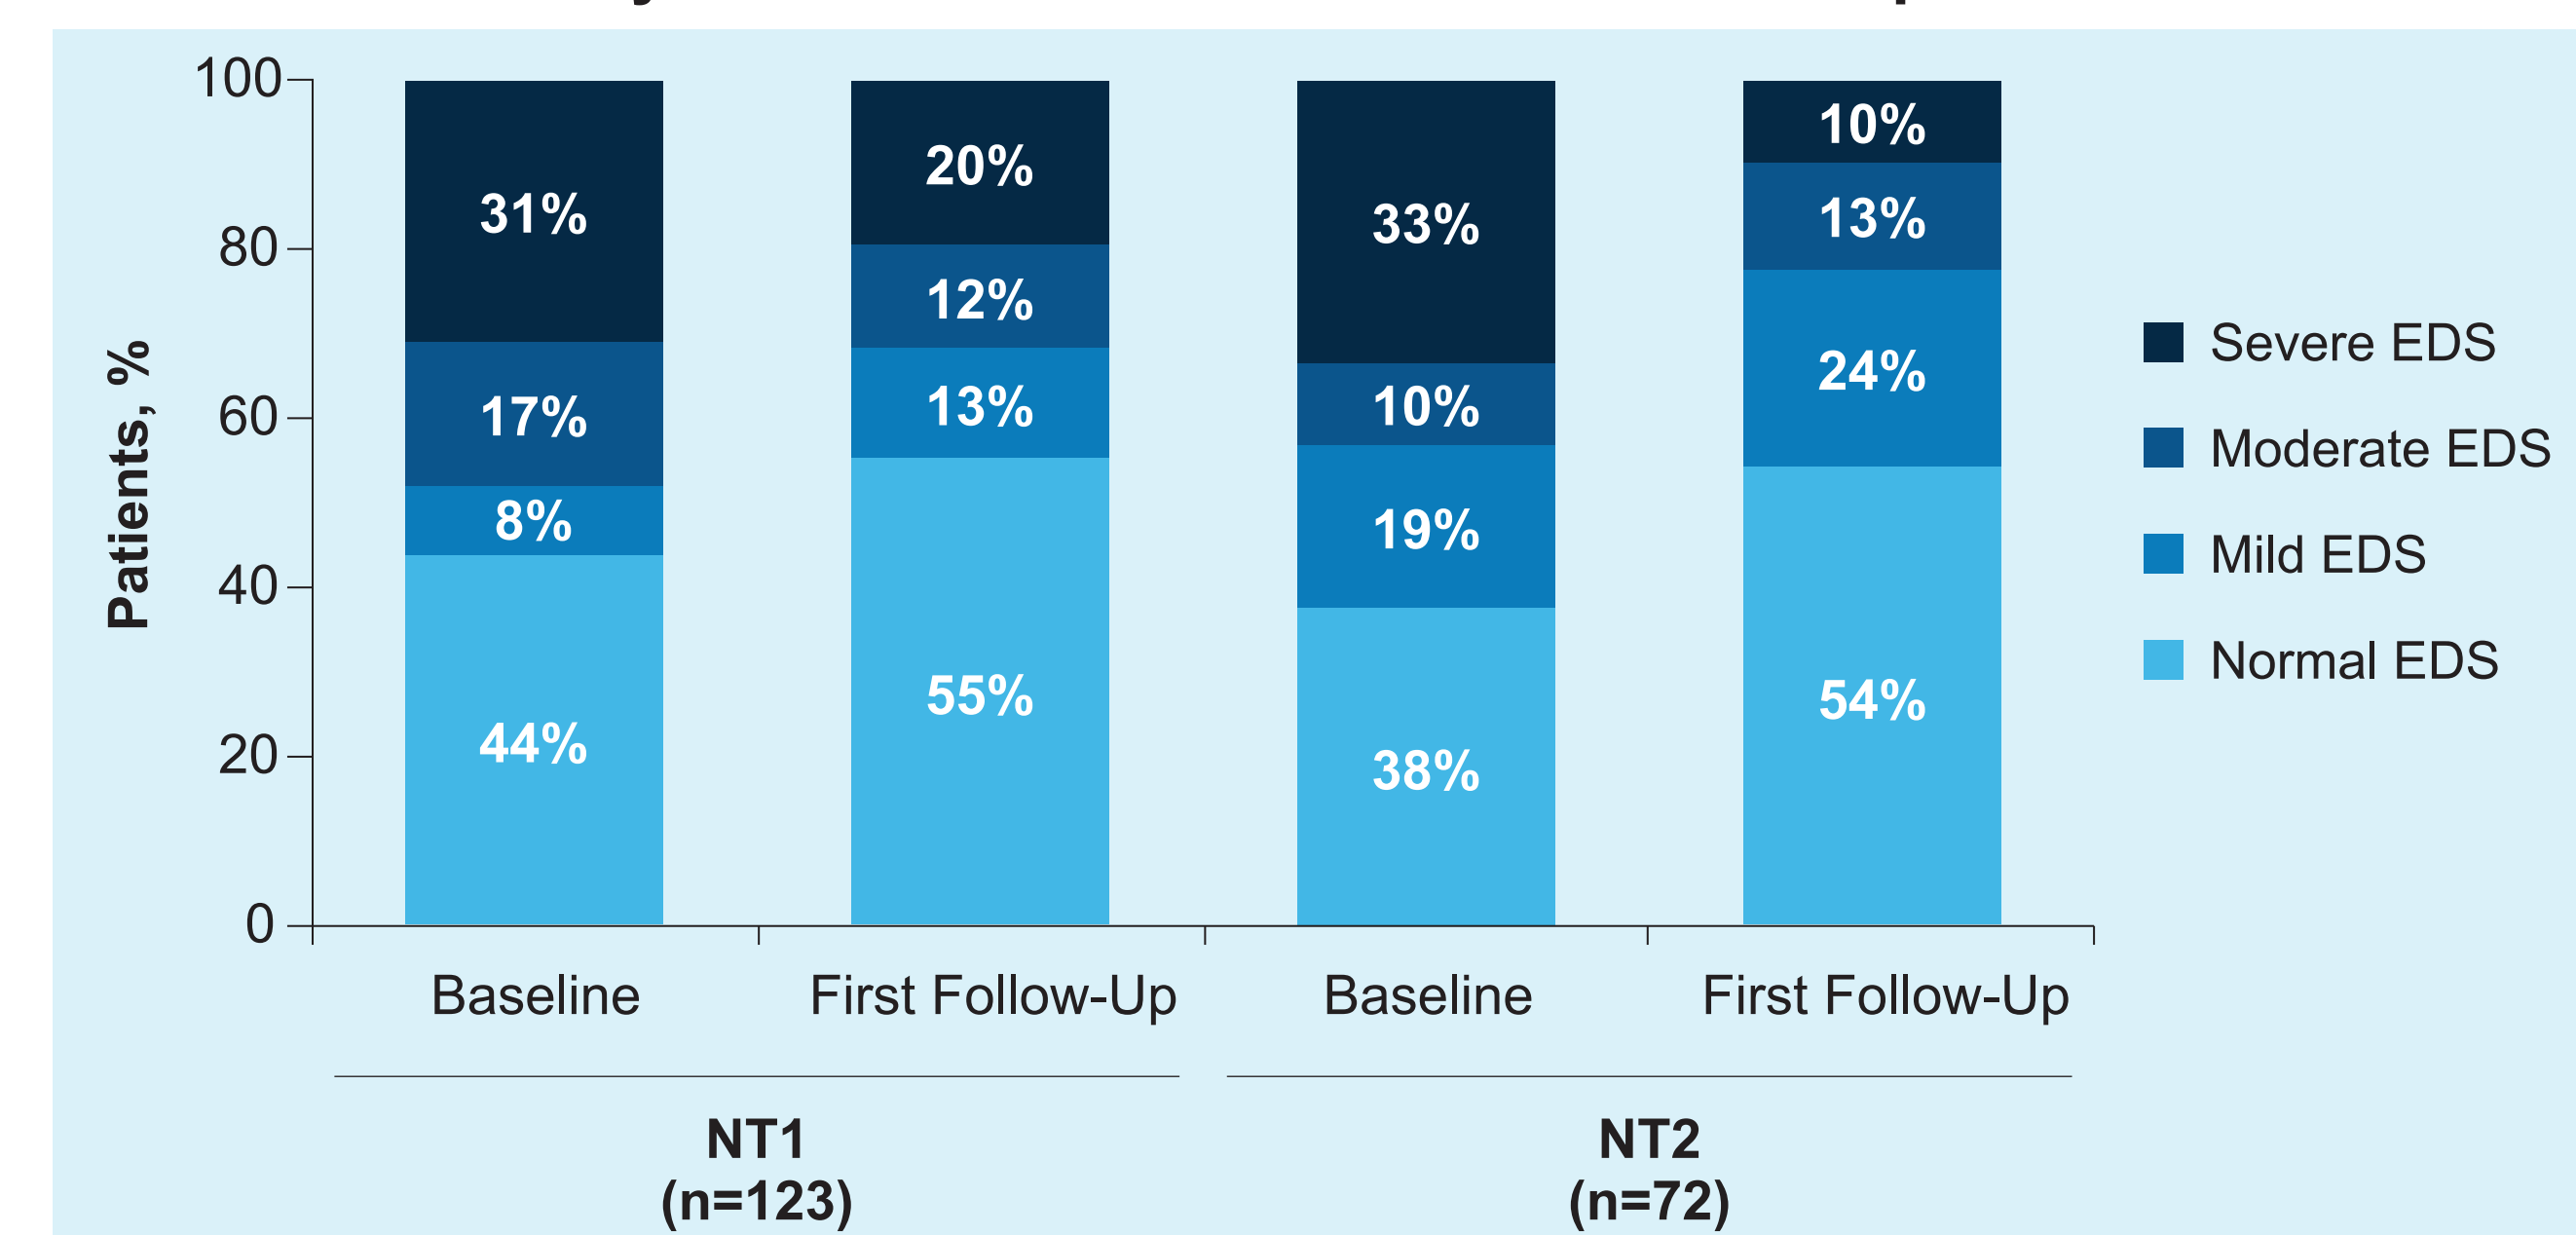 100
80
60
40
20
0
Patients, %
31%
17%
8%
44%
20%
12%
13%
55%
33%
10%
19%
38%
10%
13%
24%
54%
Severe EDS
Moderate EDS
Mild EDS
Normal EDS
Baseline
First Follow-Up
Baseline
First Follow-Up
NT1
(n=123)
NT2
(n=72)